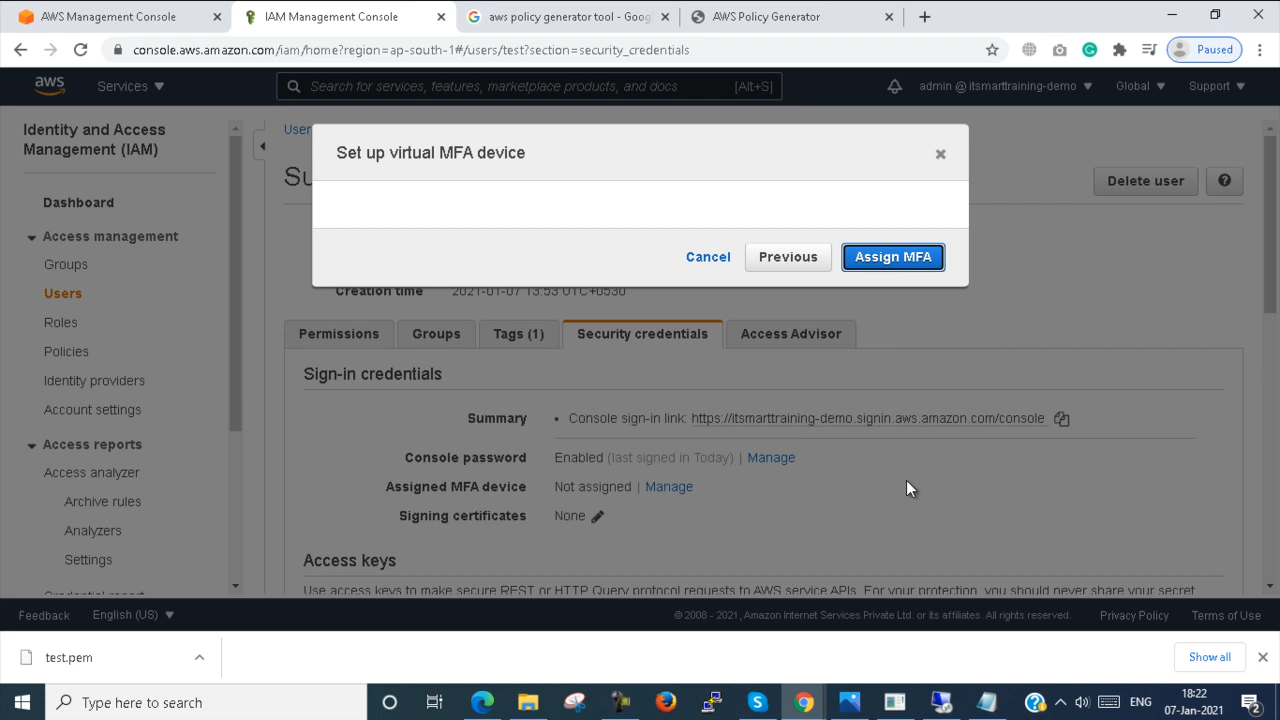 AWS Management Console
IAM Management Console
aws policy generator tool - Goog
AWS Policy Generator
console.aws.amazon.com/iam/home?region=ap-south-1#/users/test?section=security_credentials
Paused
aws
Services
Search for services, features, marketplace products, and docs
[Alt+S]
admin @ itsmarttraining-demo
Global
Support
Identity and Access
Management (IAM)
Dashboard
Access management
Groups
Users
Roles
Policies
Identity providers
Account settings
Access reports
Access analyzer
Archive rules
Analyzers
Settings
Credential report
User
Su
Delete user
Set up virtual MFA device
Cancel
Previous
Assign MFA
Creation time 2021-01-07 13:53 UTC+0530
Permissions
Groups
Tags (1)
Security credentials
Access Advisor
Sign-in credentials
Summary • Console sign-in link: https://itsmarttraining-demo.signin.aws.amazon.com/console
Console password Enabled (last signed in Today) | Manage
Assigned MFA device Not assigned | Manage
Signing certificates None
Access keys
Use access keys to make secure REST or HTTP Query protocol requests to AWS service APIs. For your protection, you should never share your secret
Feedback
English (US)
© 2008 - 2021, Amazon Internet Services Private Ltd. or its affiliates. All rights reserved.
Privacy Policy
Terms of Use
test.pem
Show all
Type here to search
ENG
18:22
07-Jan-2021
2